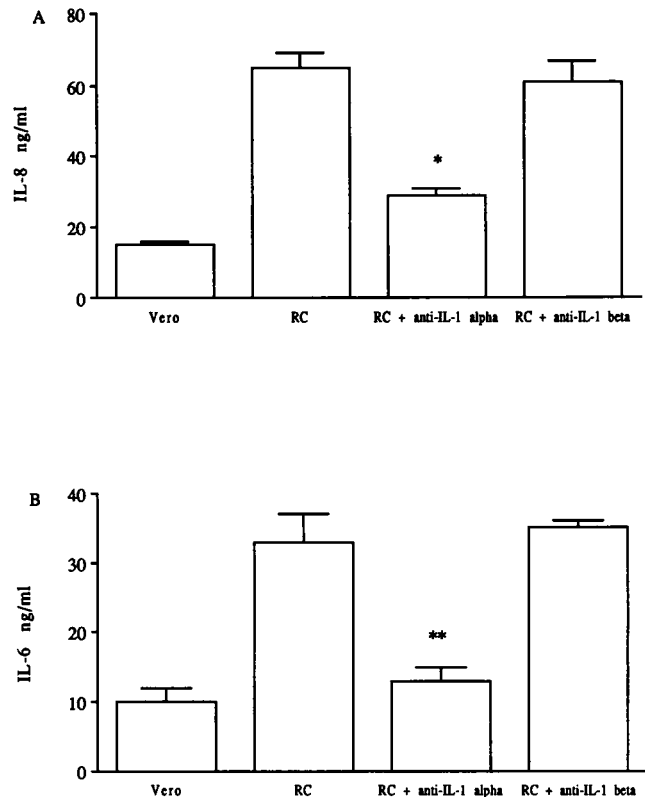 A
80
60
40
20
0
IL-8 ng/ml
*
Vero RC RC + anti-IL-1 alpha RC + anti-IL-1 beta
B
40
30
20
10
0
IL-6 ng/ml
**
Vero RC RC + anti-IL-1 alpha RC + anti-IL-1 beta